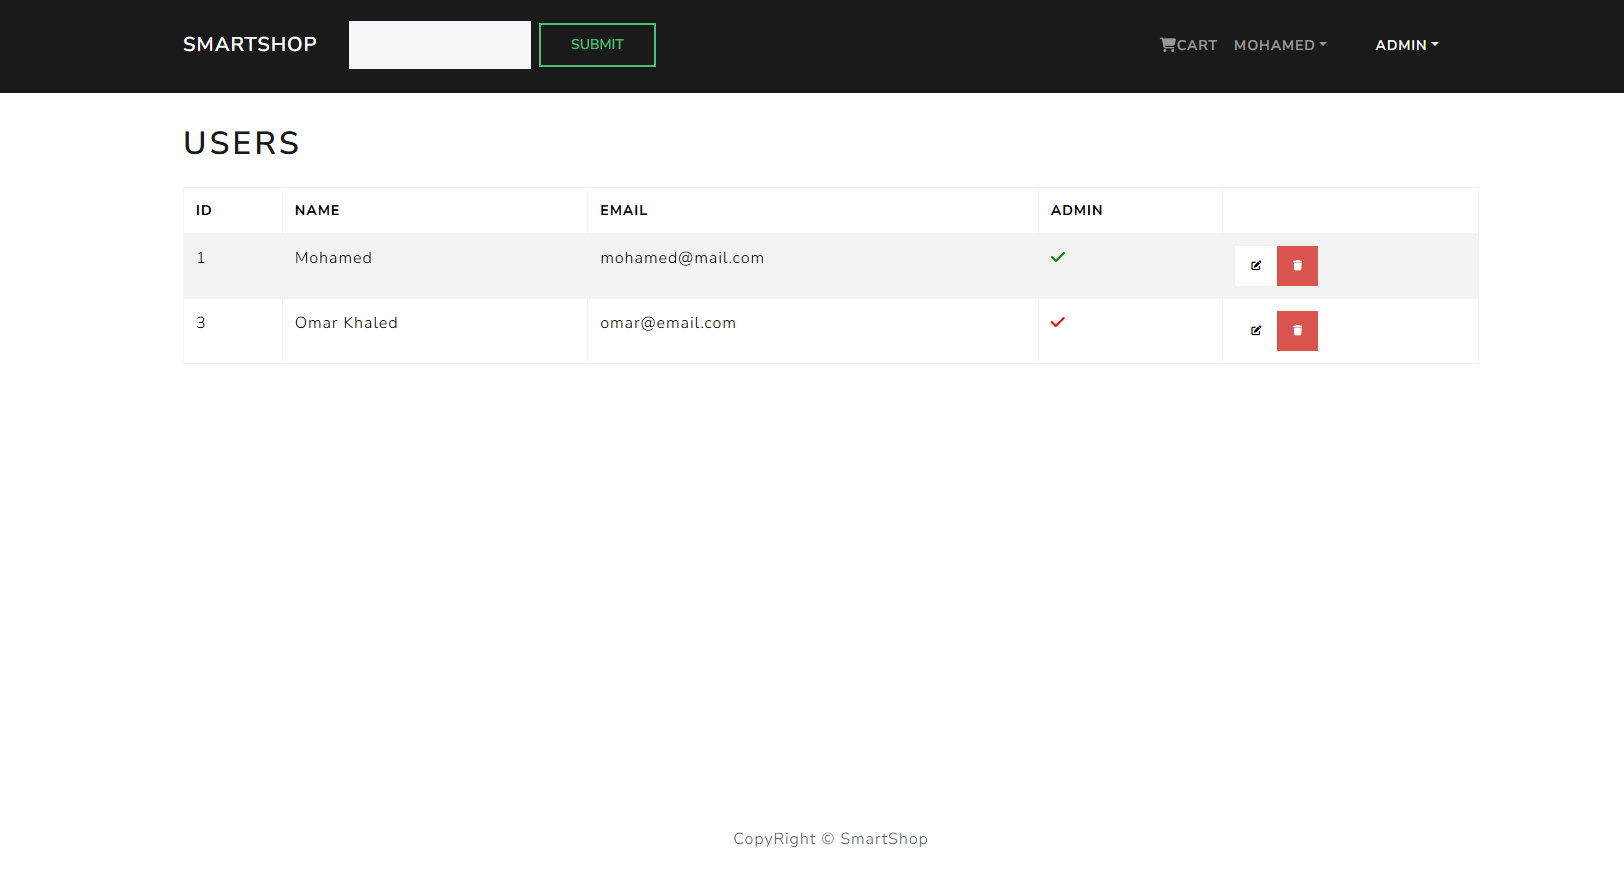 SMARTSHOP SUBMIT CART MOHAMED ADMIN
USERS
ID NAME EMAIL ADMIN
1 Mohamed mohamed@mail.com
3 Omar Khaled omar@email.com
CopyRight © SmartShop